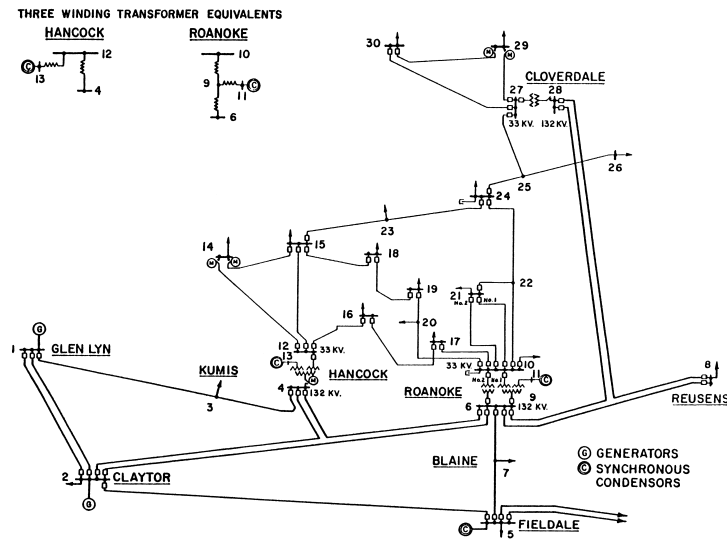 THREE WINDING TRANSFORMER EQUIVALENTS
HANCOCK ROANOKE
12 10
C 13 4
9 C 11 6
30 29
M M
CLOVERDALE
27 28
33 KV. 132 KV.
26
25
24
23
14 15 18
M M
22
19 21
No.2 No.1
16 20 17
12 33 KV.
1 G GLEN LYN
13 C HANCOCK
M
KUMIS 4 132 KV.
3
33 KV. 10
No.2 No.1 11 C
ROANOKE 9
6 132 KV.
8
REUSENS
BLAINE
7
2 CLAYTOR
G
G GENERATORS
C SYNCHRONOUS
CONDENSORS
C 5 FIELDALE